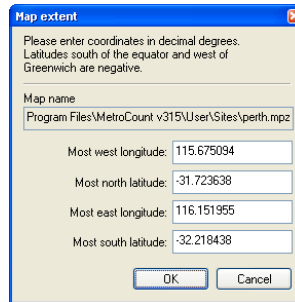 Map extent
Please enter coordinates in decimal degrees.
Latitudes south of the equator and west of
Greenwich are negative.
Map name
Program Files\MetroCount v315\User\Sites\perth.mpz
Most west longitude: 115.675094
Most north latitude: -31.723638
Most east longitude: 116.151955
Most south latitude: -32.218438
OK Cancel